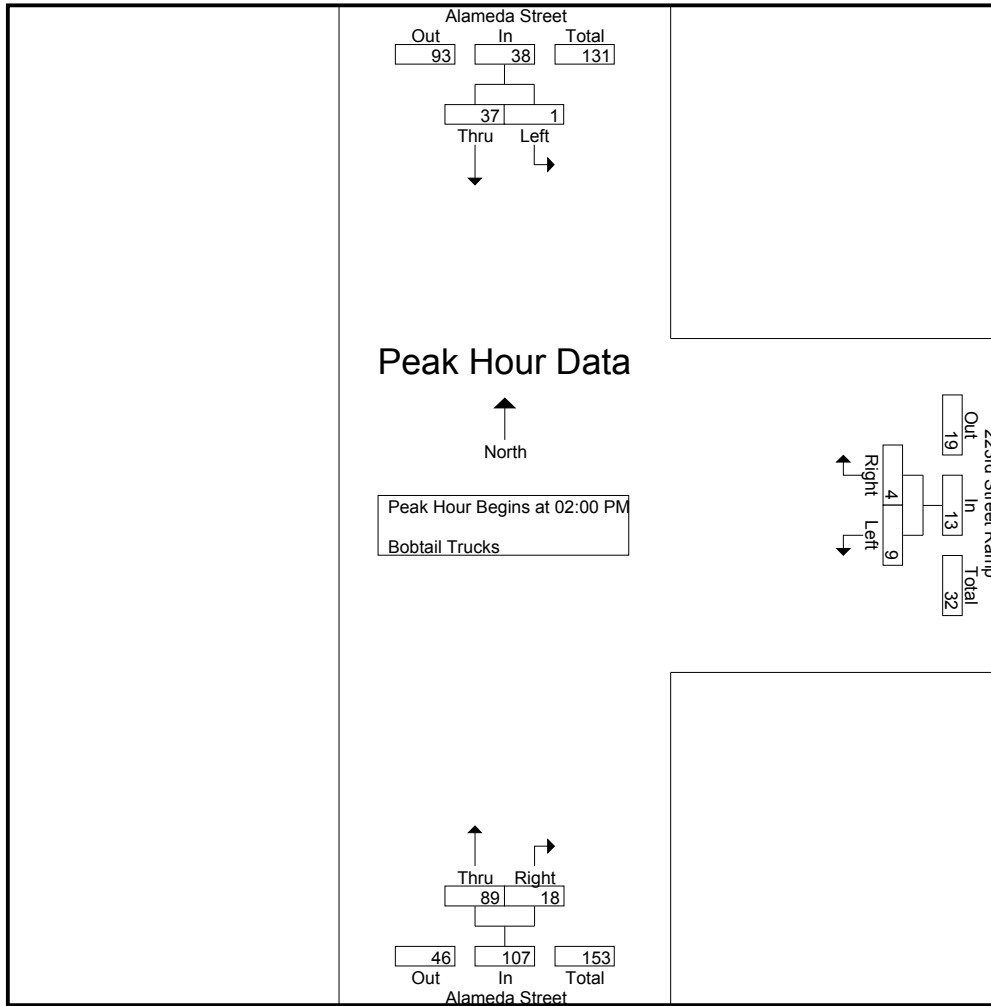 Alameda Street
Out In Total
93 38 131
37 1
Thru Left
Peak Hour Data
North
Peak Hour Begins at 02:00 PM
Bobtail Trucks
Street Ramp
Out In Total
19 13 32
Right Left
4 9
Thru Right
89 18
46 107 153
Out In Total
Alameda Street